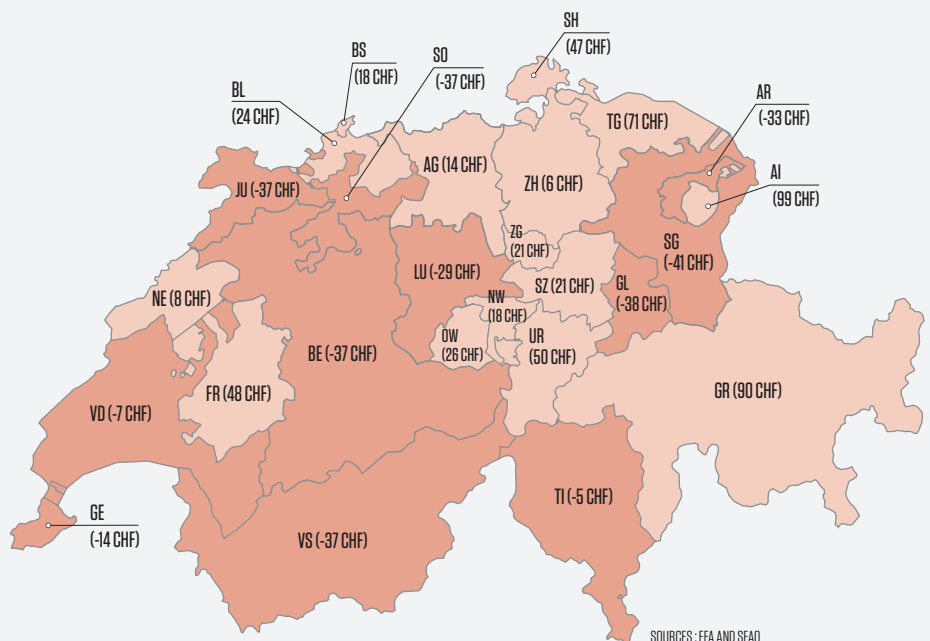 SH
(47 CHF)
BS
(18 CHF)
SO
(-37 CHF)
BL
(24 CHF)
AR
(-33 CHF)
TG (71 CHF)
AG (14 CHF)
ZH (6 CHF)
AI
(99 CHF)
JU (-37 CHF)
ZG
(21 CHF)
SG
(-41 CHF)
LU (-29 CHF)
SZ (21 CHF)
GL
(-38 CHF)
NE (8 CHF)
NW
(18 CHF)
OW
(26 CHF)
UR
(50 CHF)
BE (-37 CHF)
FR (48 CHF)
GR (90 CHF)
VD (-7 CHF)
TI (-5 CHF)
GE
(-14 CHF)
VS (-37 CHF)
SOURCES : FFA AND SFAO